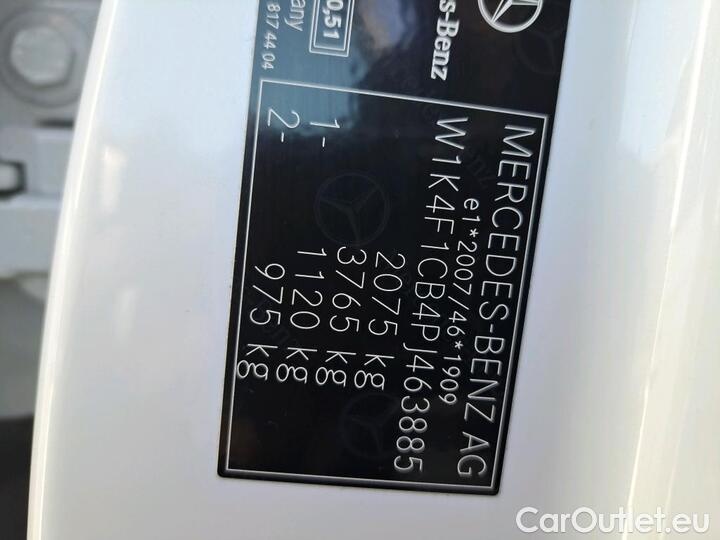 s-Benz
0,51
any
817 44 04
MERCEDES-BENZ AG
e1*2007/46*1909
W1K4F1CB4PJ463885
2075 kg
3765 kg
1- 1120 kg
2- 975 kg
CarOutlet.eu